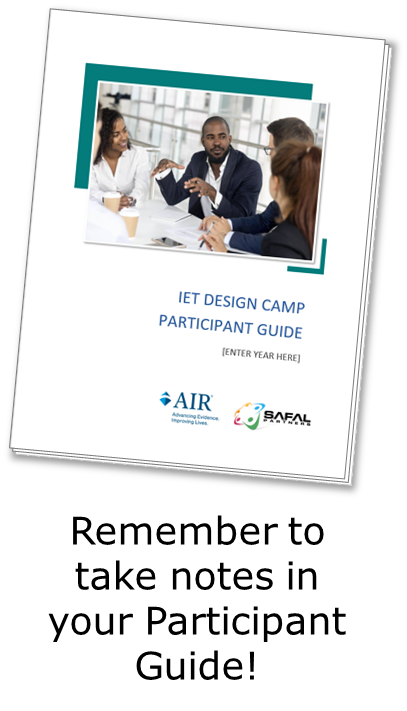 IET DESIGN CAMP
PARTICIPANT GUIDE
[ENTER YEAR HERE]
AIR®
Advancing Evidence.
Improving Lives.
SAFAL
PARTNERS
Remember to
take notes in
your Participant
Guide!